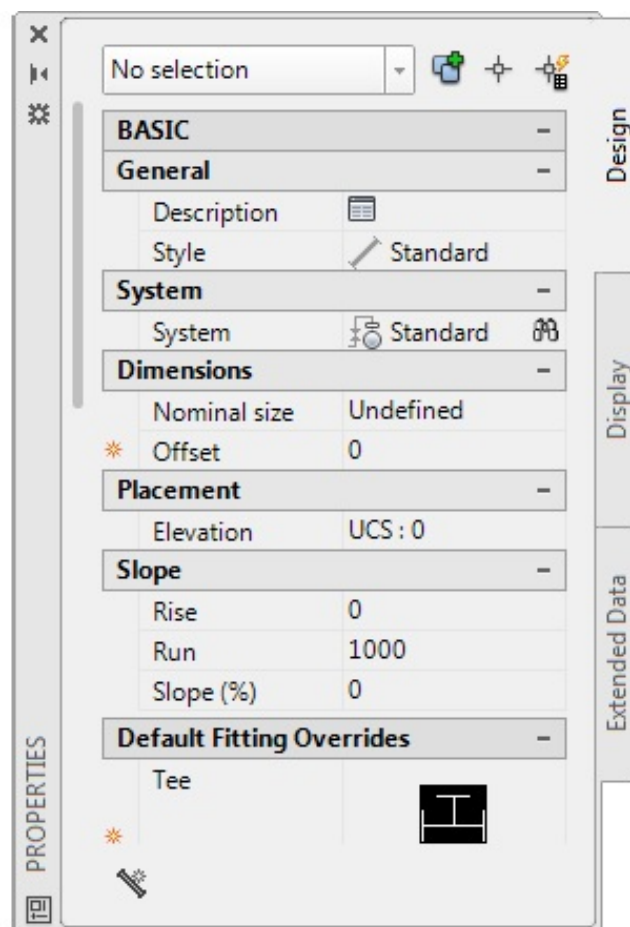 No selection
BASIC
General
Description
Style Standard
System
System Standard
Dimensions
Nominal size Undefined
Offset 0
Placement
Elevation UCS : 0
Slope
Rise 0
Run 1000
Slope (%) 0
Default Fitting Overrides
Tee
Design
Display
Extended Data
PROPERTIES